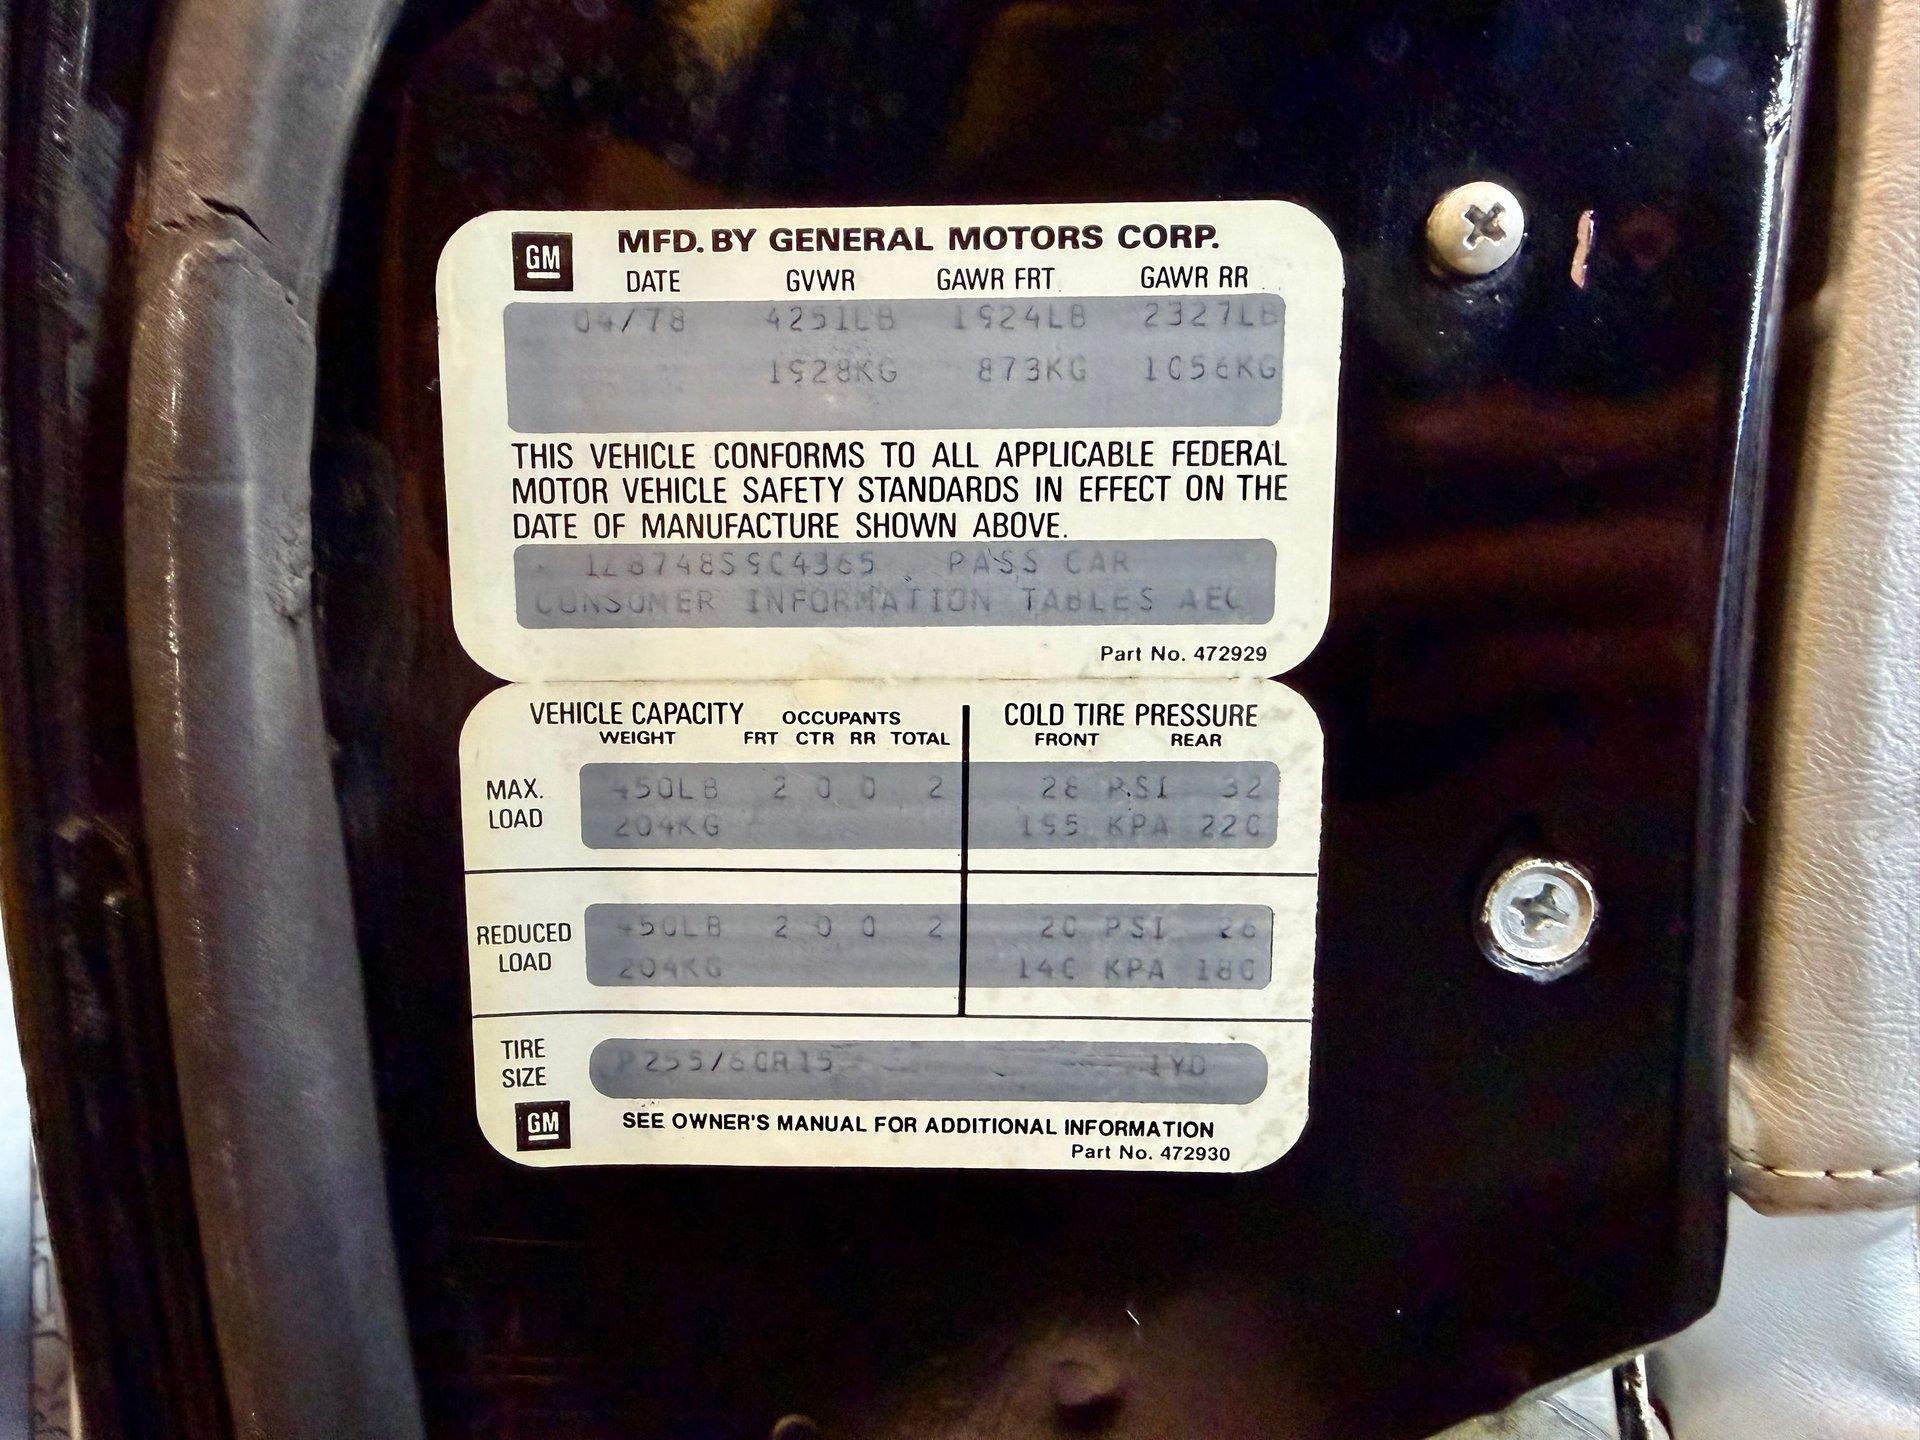 GM MFD. BY GENERAL MOTORS CORP.
DATE GVWR GAWR FRT GAWR RR
04/78 4251LB 1924LB 2327LB
1928KG 873KG 1056KG
THIS VEHICLE CONFORMS TO ALL APPLICABLE FEDERAL
MOTOR VEHICLE SAFETY STANDARDS IN EFFECT ON THE
DATE OF MANUFACTURE SHOWN ABOVE.
1Z8748S904365 PASS CAR
CONSUMER INFORMATION TABLES AEC
Part No. 472929
VEHICLE CAPACITY OCCUPANTS COLD TIRE PRESSURE
WEIGHT FRT CTR RR TOTAL FRONT REAR
MAX. LOAD 450LB 2 0 0 2 28 PSI 32
204KG 195 KPA 220
REDUCED LOAD 450LB 2 0 0 2 20 PSI 26
204KG 140 KPA 180
TIRE SIZE P255/60R15 1YD
GM SEE OWNER'S MANUAL FOR ADDITIONAL INFORMATION
Part No. 472930